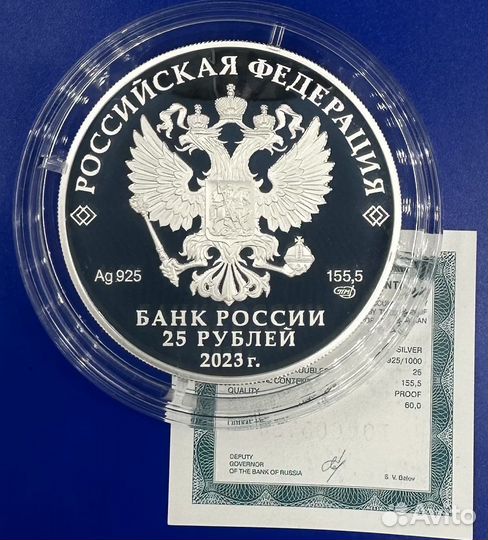 РОССИЙСКАЯ ФЕДЕРАЦИЯ
Ag 925
155,5
БАНК РОССИИ
25 РУБЛЕЙ
2023 г.
SILVER
925/1000
25
155,5
QUALITY
PROOF
60,0
DEPUTY
GOVERNOR
OF THE BANK OF RUSSIA
S. V. Belov
Avito